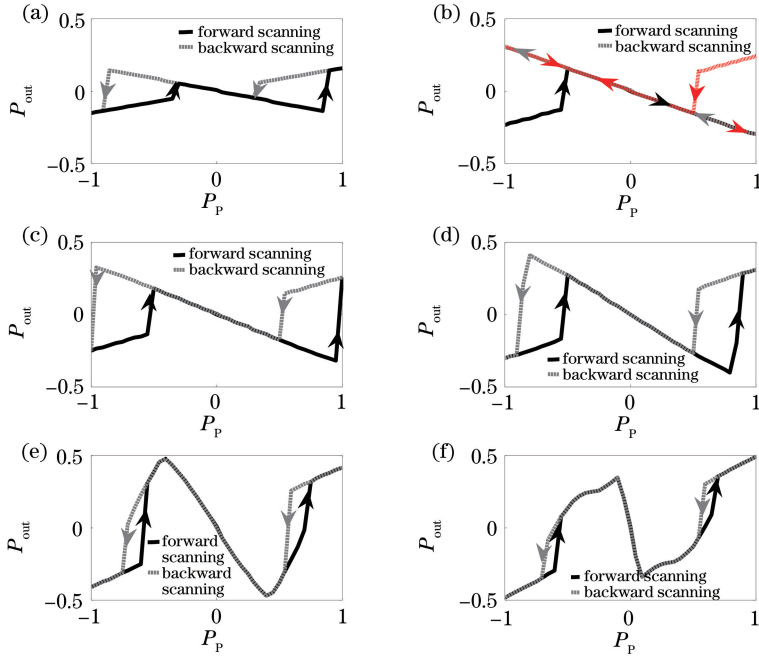 (a)
forward scanning
backward scanning
0.5
0
−0.5
−1
0
1
P_out
P_P
(b)
forward scanning
backward scanning
0.5
0
−0.5
−1
0
1
P_out
P_P
(c)
forward scanning
backward scanning
0.5
0
−0.5
−1
0
1
P_out
P_P
(d)
forward scanning
backward scanning
0.5
0
−0.5
−1
0
1
P_out
P_P
(e)
forward
scanning
backward
scanning
0.5
0
−0.5
−1
0
1
P_out
P_P
(f)
forward scanning
backward scanning
0.5
0
−0.5
−1
0
1
P_out
P_P